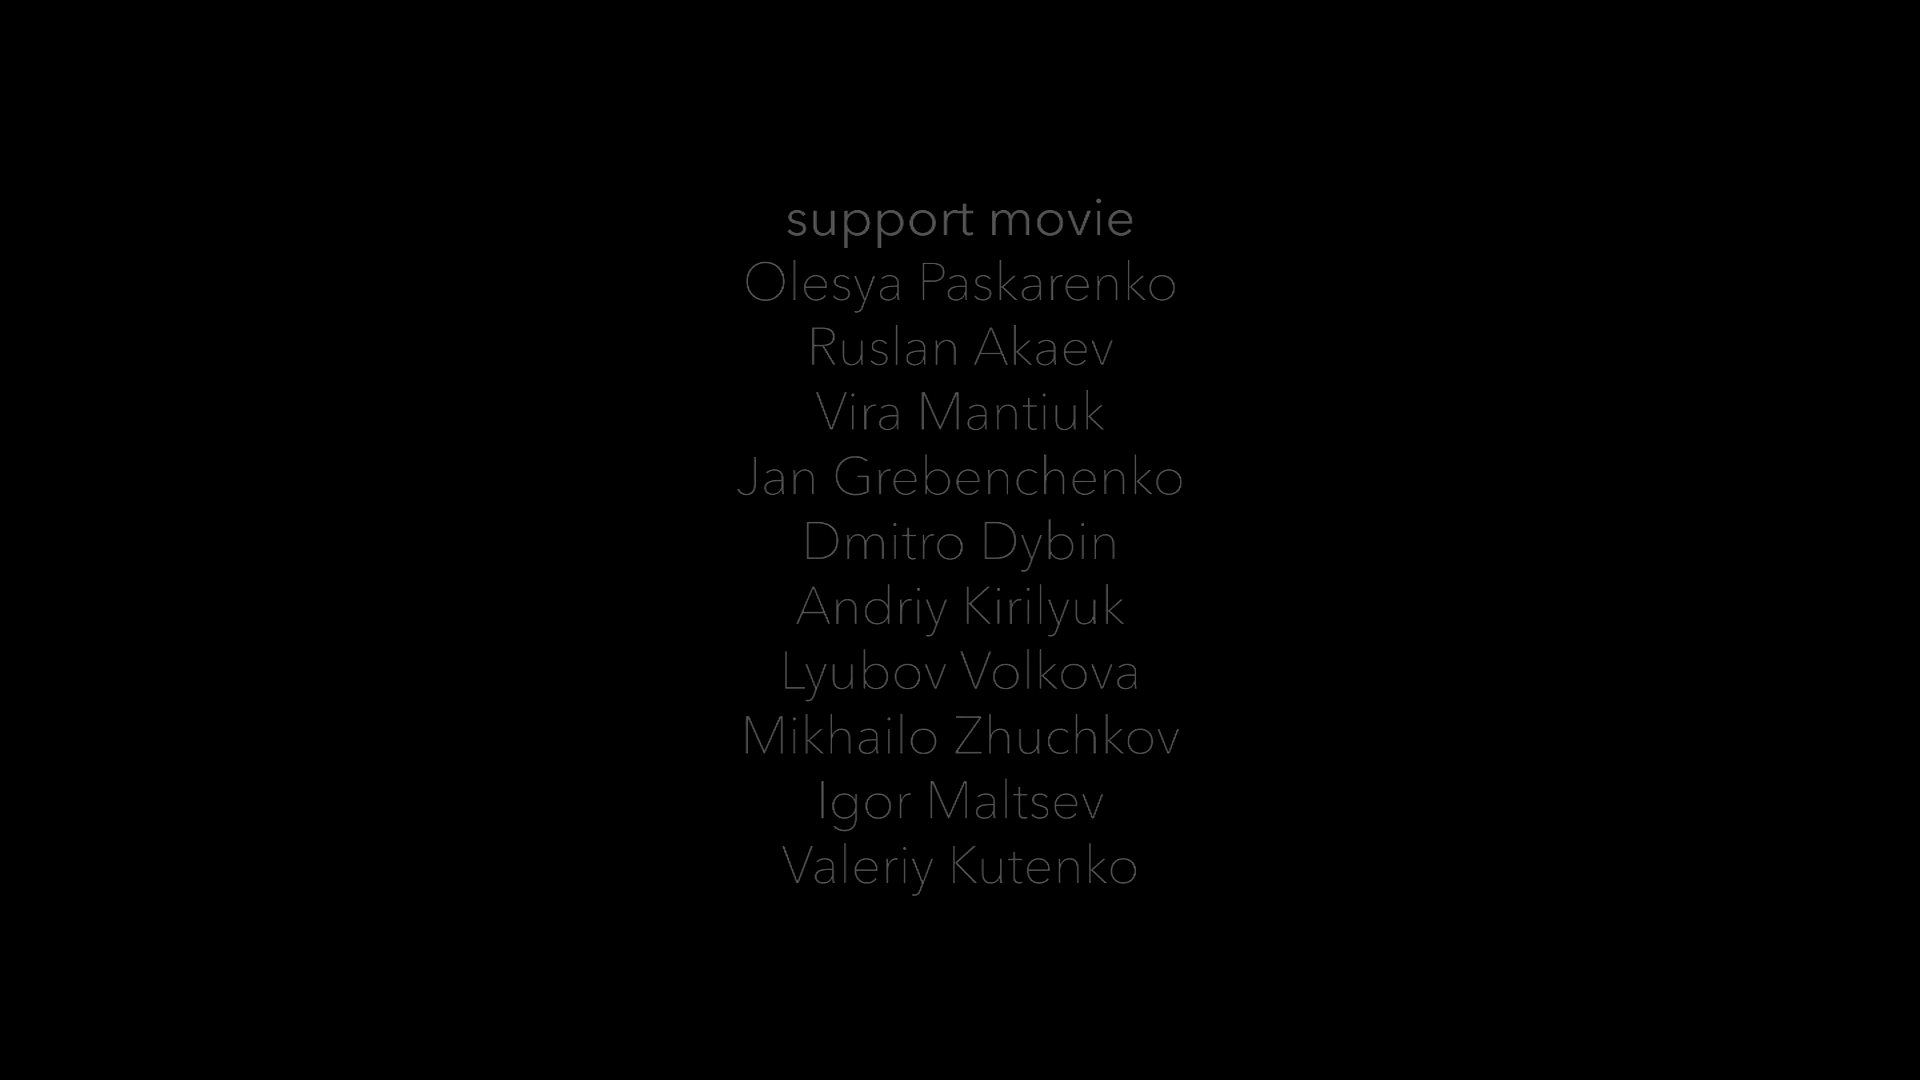 support movie
Olesya Paskarenko
Ruslan Akaev
Vira Mantiuk
Jan Grebenchenko
Dmitro Dybin
Andriy Kirilyuk
Lyubov Volkova
Mikhailo Zhuchkov
Igor Maltsev
Valeriy Kutenko